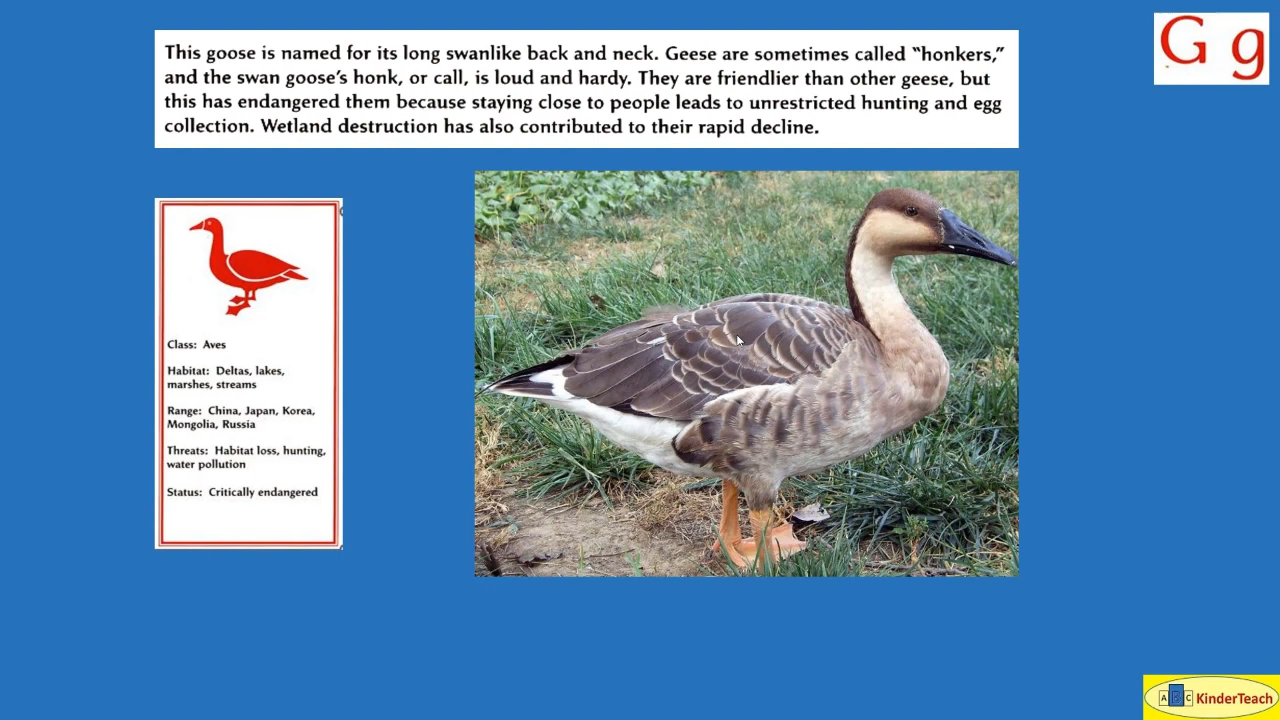 This goose is named for its long swanlike back and neck. Geese are sometimes called “honkers,”
and the swan goose’s honk, or call, is loud and hardy. They are friendlier than other geese, but
this has endangered them because staying close to people leads to unrestricted hunting and egg
collection. Wetland destruction has also contributed to their rapid decline.
G g
Class: Aves
Habitat: Deltas, lakes,
marshes, streams
Range: China, Japan, Korea,
Mongolia, Russia
Threats: Habitat loss, hunting,
water pollution
Status: Critically endangered
ABC KinderTeach